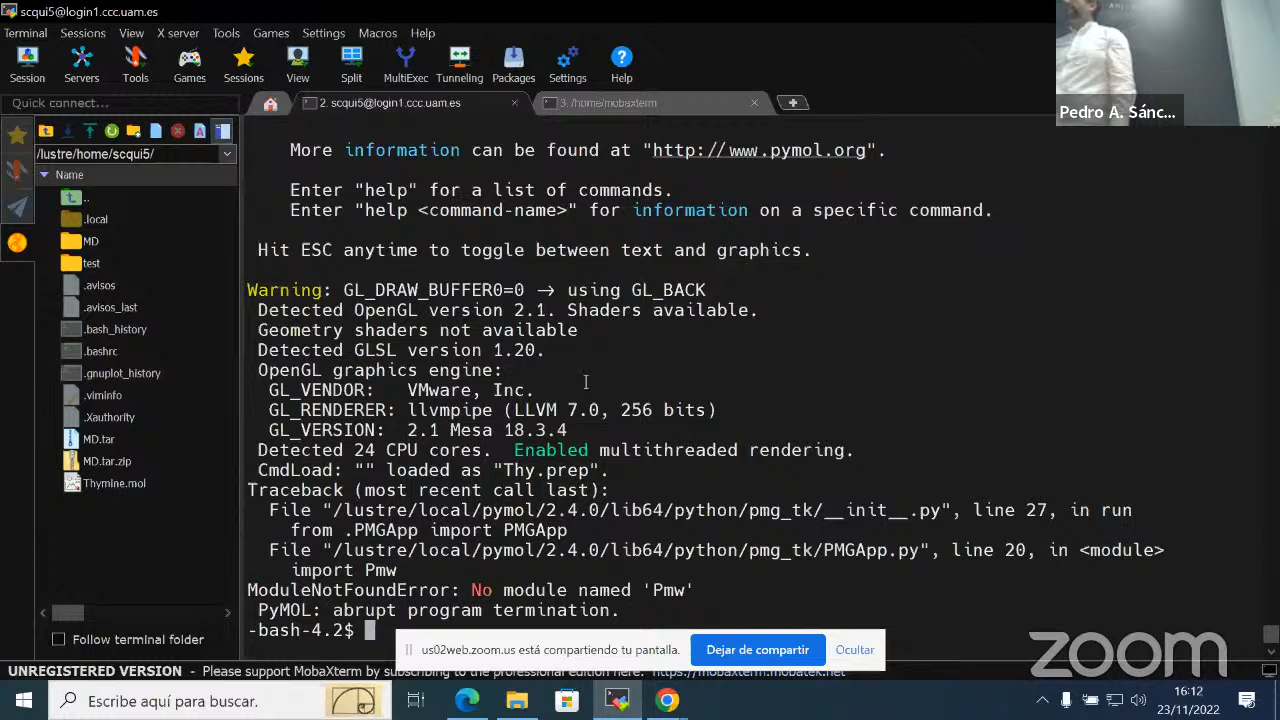 scqui5@login1.ccc.uam.es
Terminal Sessions View X server Tools Games Settings Macros Help
Session Servers Tools Games Sessions View Split MultiExec Tunneling Packages Settings Help
Pedro A. Sánc...
Quick connect...
2. scqui5@login1.ccc.uam.es
3. /home/mobaxterm
/lustre/home/scqui5/
Name
..
.local
MD
test
.avisos
.avisos_last
.bash_history
.bashrc
.gnuplot_history
.viminfo
.Xauthority
MD.tar
MD.tar.zip
Thymine.mol
Follow terminal folder
More information can be found at "http://www.pymol.org".
Enter "help" for a list of commands.
Enter "help <command-name>" for information on a specific command.
Hit ESC anytime to toggle between text and graphics.
Warning: GL_DRAW_BUFFER0=0 -> using GL_BACK
Detected OpenGL version 2.1. Shaders available.
Geometry shaders not available
Detected GLSL version 1.20.
OpenGL graphics engine:
GL_VENDOR: VMware, Inc.
GL_RENDERER: llvmpipe (LLVM 7.0, 256 bits)
GL_VERSION: 2.1 Mesa 18.3.4
Detected 24 CPU cores. Enabled multithreaded rendering.
CmdLoad: "" loaded as "Thy.prep".
Traceback (most recent call last):
File "/lustre/local/pymol/2.4.0/lib64/python/pmg_tk/__init__.py", line 27, in run
from .PMGApp import PMGApp
File "/lustre/local/pymol/2.4.0/lib64/python/pmg_tk/PMGApp.py", line 20, in <module>
import Pmw
ModuleNotFoundError: No module named 'Pmw'
PyMOL: abrupt program termination.
-bash-4.2$
us02web.zoom.us está compartiendo tu pantalla.
Dejar de compartir
Ocultar
zoom
UNREGISTERED VERSION - Please support MobaXterm by subscribing to the professional edition here: https://mobaxterm.mobatek.net
Escribe aquí para buscar.
16:12
23/11/2022